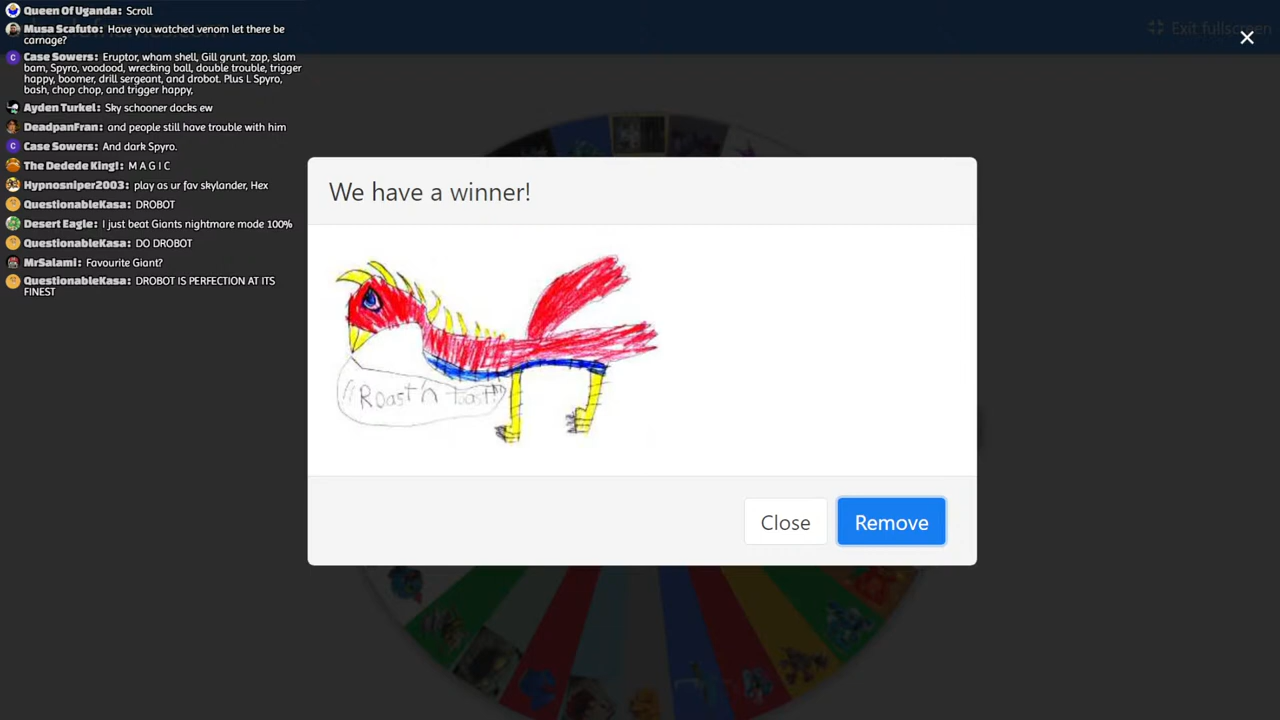 Queen Of Uganda: Scroll
Musa Scafuto: Have you watched venom let there be
carnage?
Case Sowers: Eruptor, wham shell, Gill grunt, zap, slam
bam, Spyro, voodood, wrecking ball, double trouble, trigger
happy, boomer, drill sergeant, and drobot. Plus L Spyro,
bash, chop chop, and trigger happy,
Ayden Turkel: Sky schooner docks ew
DeadpanFran: and people still have trouble with him
Case Sowers: And dark Spyro.
The Dedede King!: M A G I C
Hypnosniper2003: play as ur fav skylander, Hex
QuestionableKasa: DROBOT
Desert Eagle: I just beat Giants nightmare mode 100%
QuestionableKasa: DO DROBOT
MrSalami: Favourite Giant?
QuestionableKasa: DROBOT IS PERFECTION AT ITS
FINEST
Exit fullscreen
We have a winner!
"Roast'n toast!"
Close
Remove